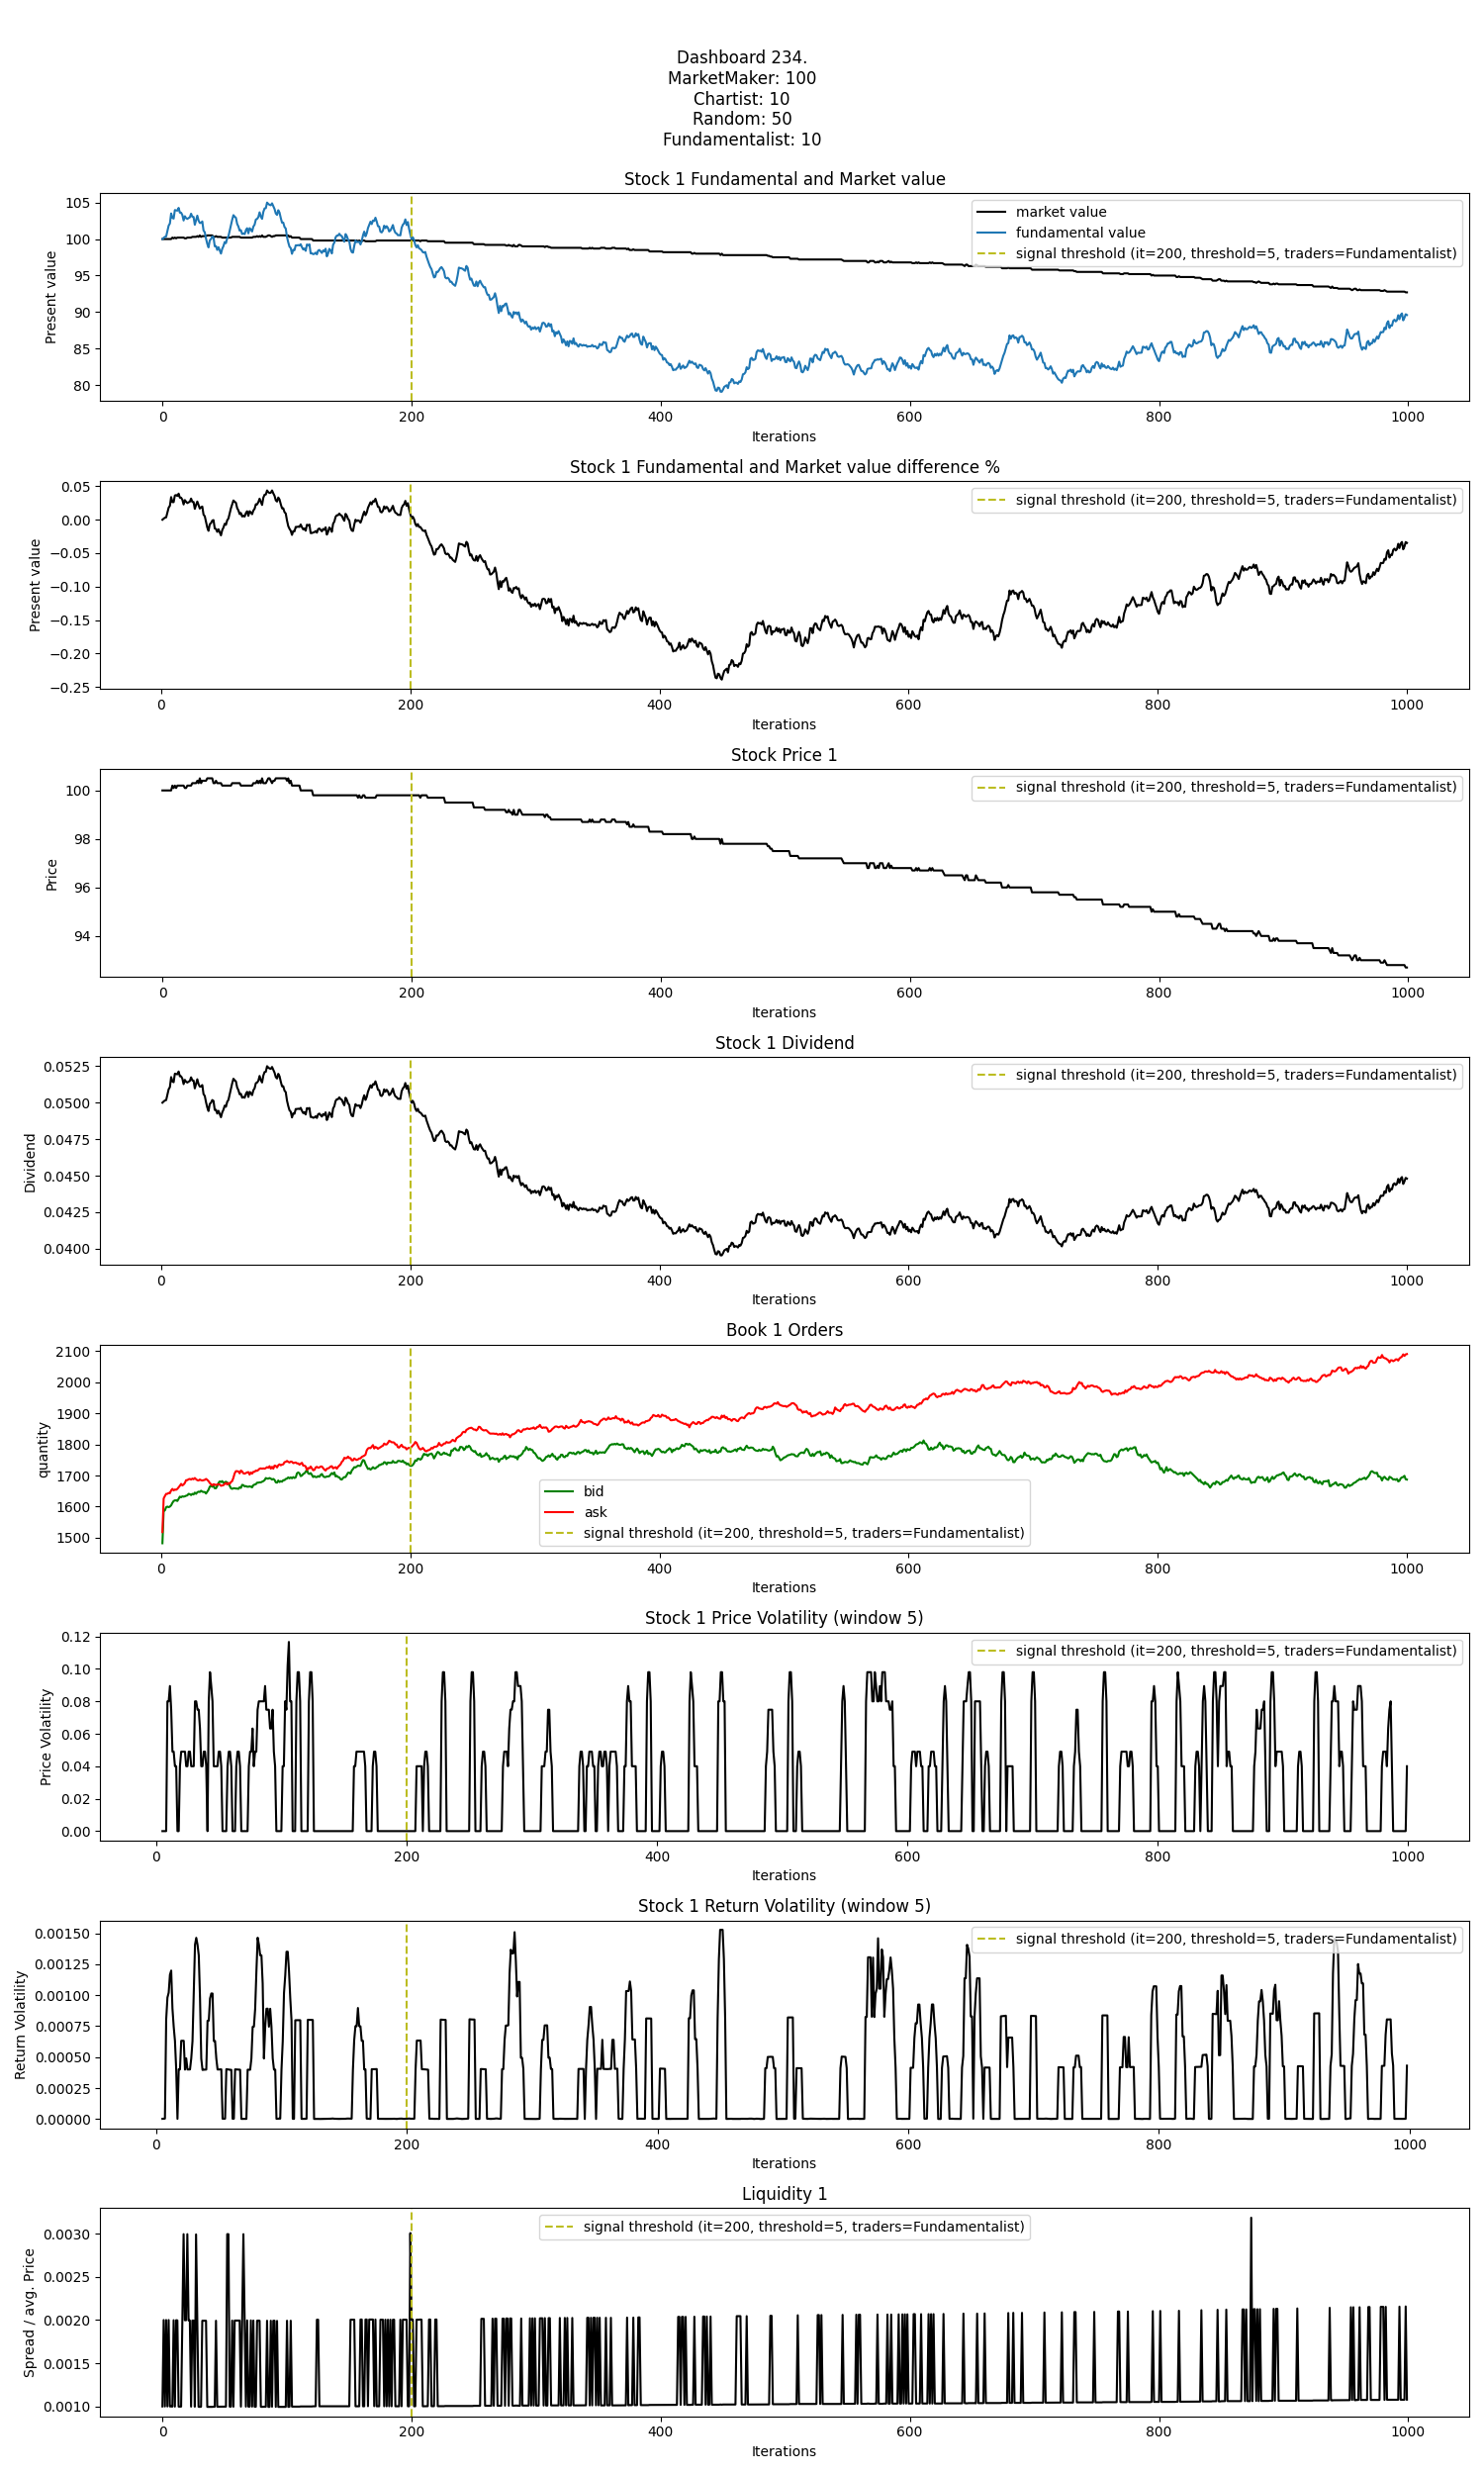 Dashboard 234.
MarketMaker: 100
Chartist: 10
Random: 50
Fundamentalist: 10
Stock 1 Fundamental and Market value
105
100
95
90
85
80
Present value
market value
fundamental value
signal threshold (it=200, threshold=5, traders=Fundamentalist)
0 200 400 600 800 1000
Iterations
Stock 1 Fundamental and Market value difference %
0.05
0.00
−0.05
−0.10
−0.15
−0.20
−0.25
Present value
signal threshold (it=200, threshold=5, traders=Fundamentalist)
0 200 400 600 800 1000
Iterations
Stock Price 1
100
98
96
94
Price
signal threshold (it=200, threshold=5, traders=Fundamentalist)
0 200 400 600 800 1000
Iterations
Stock 1 Dividend
0.0525
0.0500
0.0475
0.0450
0.0425
0.0400
Dividend
signal threshold (it=200, threshold=5, traders=Fundamentalist)
0 200 400 600 800 1000
Iterations
Book 1 Orders
2100
2000
1900
1800
1700
1600
1500
quantity
bid
ask
signal threshold (it=200, threshold=5, traders=Fundamentalist)
0 200 400 600 800 1000
Iterations
Stock 1 Price Volatility (window 5)
0.12
0.10
0.08
0.06
0.04
0.02
0.00
Price Volatility
signal threshold (it=200, threshold=5, traders=Fundamentalist)
0 200 400 600 800 1000
Iterations
Stock 1 Return Volatility (window 5)
0.00150
0.00125
0.00100
0.00075
0.00050
0.00025
0.00000
Return Volatility
signal threshold (it=200, threshold=5, traders=Fundamentalist)
0 200 400 600 800 1000
Iterations
Liquidity 1
0.0030
0.0025
0.0020
0.0015
0.0010
Spread / avg. Price
signal threshold (it=200, threshold=5, traders=Fundamentalist)
0 200 400 600 800 1000
Iterations